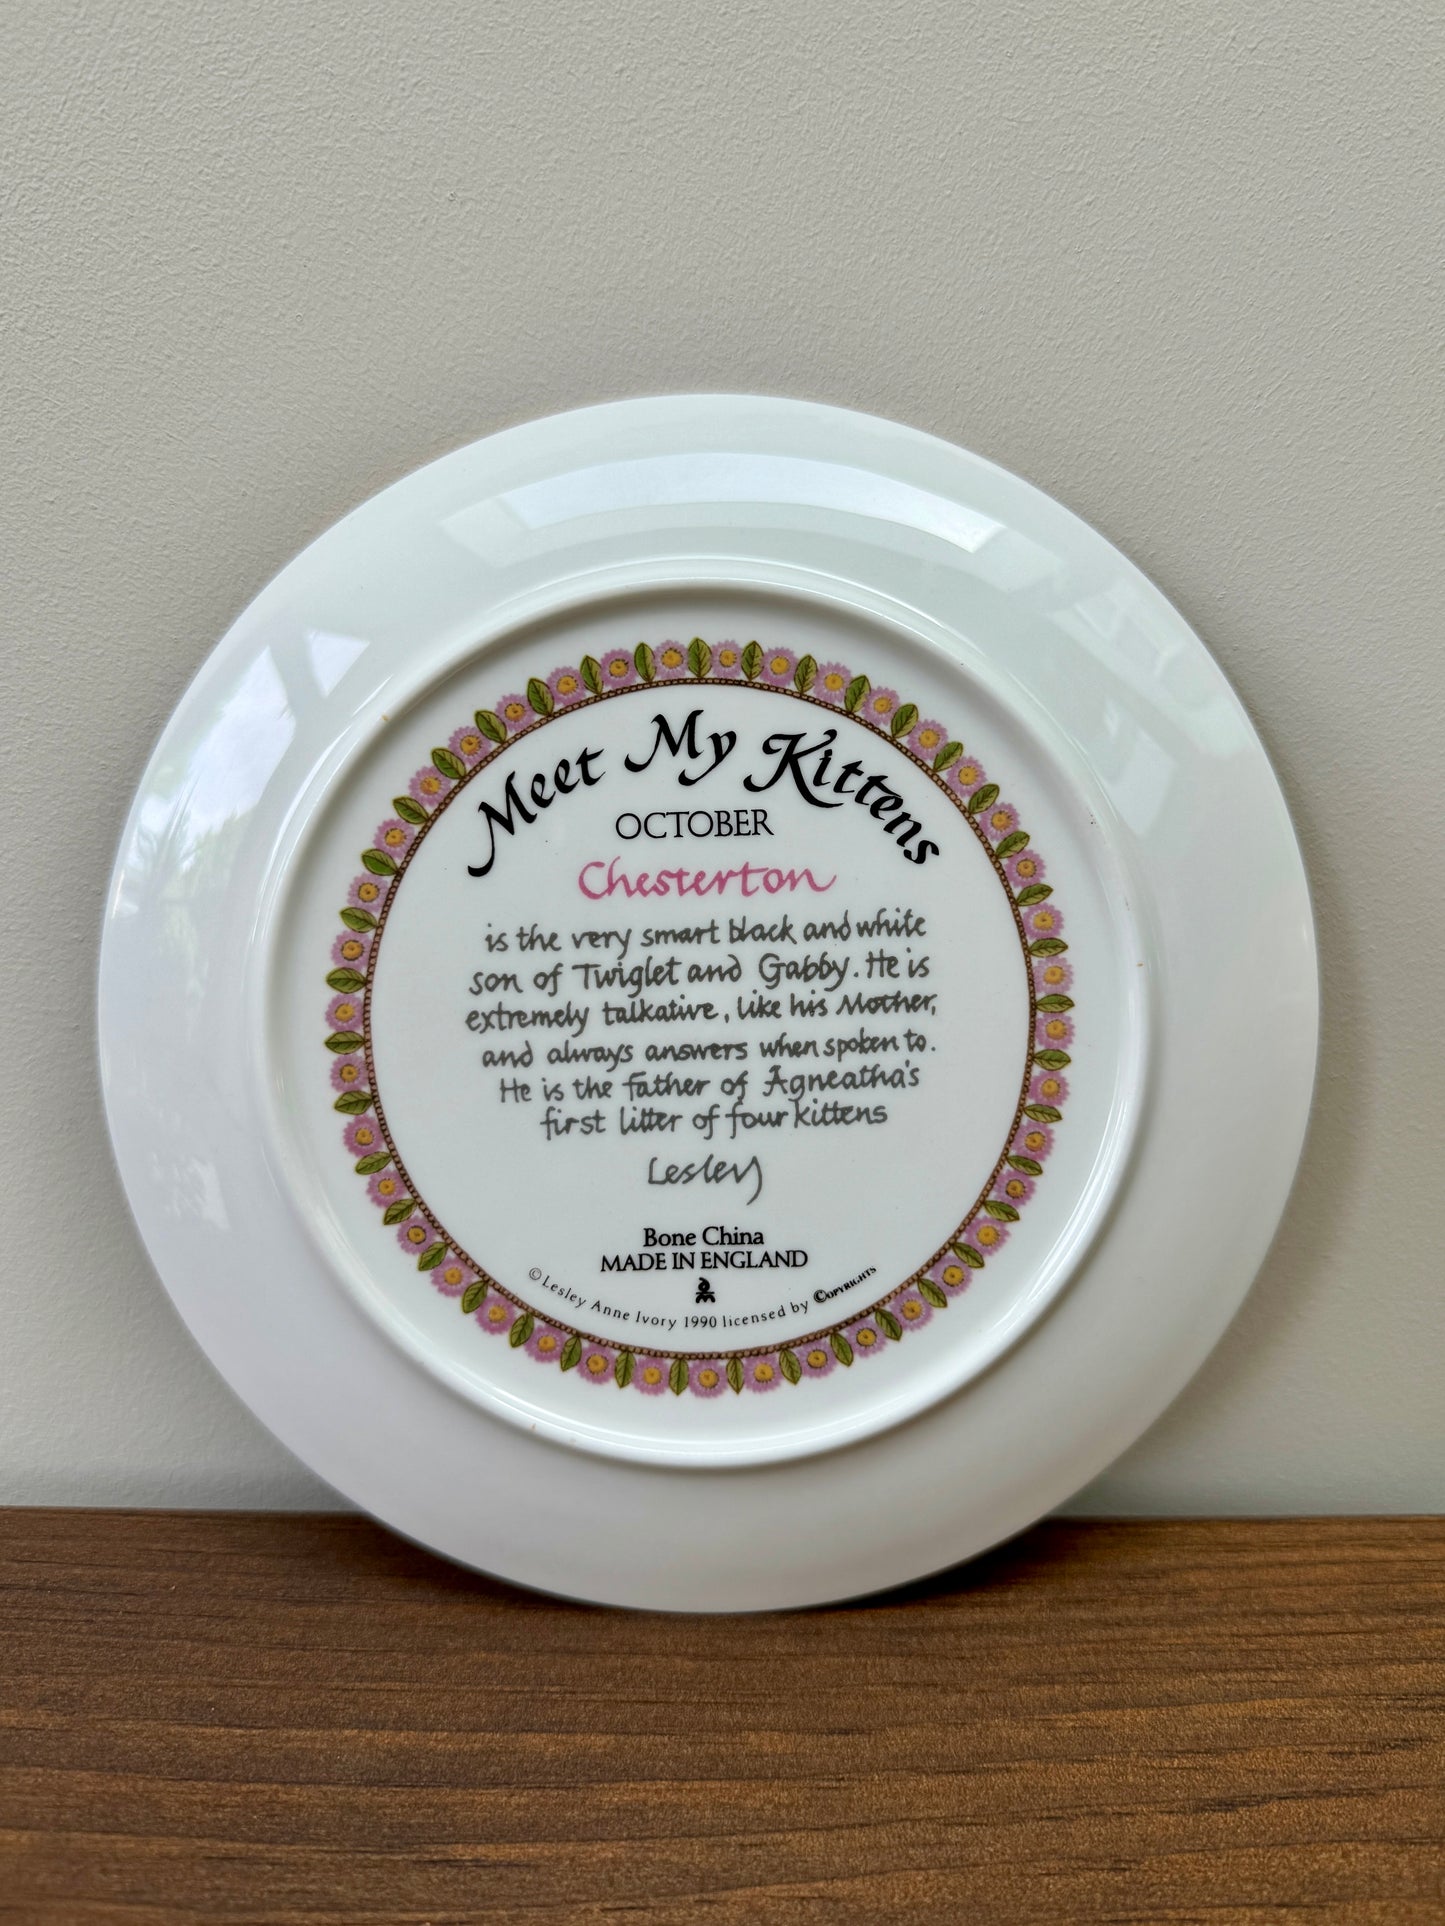 Meet My Kittens
OCTOBER
Chesterton
is the very smart black and white
son of Twiglet and Gabby. He is
extremely talkative, like his Mother,
and always answers when spoken to.
He is the father of Agneatha's
first litter of four kittens
Lesley
Bone China
MADE IN ENGLAND
© Lesley Anne Ivory 1990 licensed by COPYRIGHTS